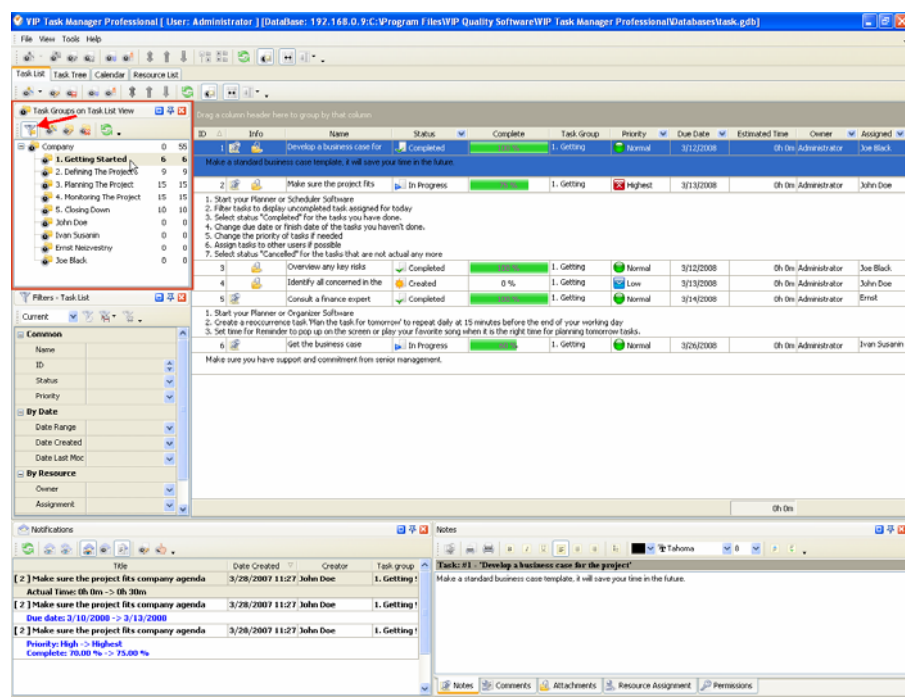 VIP Task Manager Professional [ User: Administrator ] [DataBase: 192.168.0.9:C:\Program Files\VIP Quality Software\VIP Task Manager Professional\Databases\task.gdb]
File View Tools Help
Task List Task Tree Calendar Resource List
Task Groups on Task List View
Drag a column header here to group by that column
Company 0 55
1. Getting Started 6 6
2. Defining The Project 9 9
3. Planning The Project 15 15
4. Monitoring The Project 15 15
5. Closing Down 10 10
John Doe 0 0
Ivan Susanin 0 0
Ernst Neizvestny 0 0
Joe Black 0 0
ID Info Name Status Complete Task Group Priority Due Date Estimated Time Owner Assigned
1 Develop a business case for Completed 100 % 1. Getting Normal 3/12/2008 0h 0m Administrator Joe Black
Make a standard business case template, it will save your time in the future.
2 Make sure the project fits In Progress 1. Getting Highest 3/13/2008 0h 0m Administrator John Doe
1. Start your Planner or Scheduler Software
2. Filter tasks to display uncompleted task assigned for today
3. Select status "Completed" for the tasks you have done.
4. Change due date or finish date of the tasks you haven't done.
5. Change the priority of tasks if needed
6. Assign tasks to other users if possible
7. Select status "Cancelled" for the tasks that are not actual any more
3 Overview any key risks Completed 100 % 1. Getting Normal 3/12/2008 0h 0m Administrator Joe Black
4 Identify all concerned in the Created 0 % 1. Getting Low 3/13/2008 0h 0m Administrator John Doe
5 Consult a finance expert Completed 100 % 1. Getting Normal 3/14/2008 0h 0m Administrator Ernst
1. Start your Planner or Organizer Software
2. Create a reoccurrence task 'Plan the task for tomorrow' to repeat daily at 15 minutes before the end of your working day
3. Set time for Reminder to pop up on the screen or play your favorite song when it is the right time for planning tomorrow tasks.
6 Get the business case In Progress 1. Getting Normal 3/26/2008 0h 0m Administrator Ivan Susanin
Make sure you have support and commitment from senior management.
0h 0m
Filters - Task List
Current
Common
Name
ID
Status
Priority
By Date
Date Range
Date Created
Date Last Moc
By Resource
Owner
Assignment
Notifications
Title Date Created Creator Task group
[ 2 ] Make sure the project fits company agenda 3/28/2007 11:27 John Doe 1. Getting
Actual Time: 0h 0m -> 0h 30m
[ 2 ] Make sure the project fits company agenda 3/28/2007 11:27 John Doe 1. Getting
Due date: 3/10/2008 -> 3/13/2008
[ 2 ] Make sure the project fits company agenda 3/28/2007 11:27 John Doe 1. Getting
Priority: High -> Highest
Complete: 70.00 % -> 75.00 %
Notes
Tahoma 8
Task: #1 - 'Develop a business case for the project'
Make a standard business case template, it will save your time in the future.
Notes Comments Attachments Resource Assignment Permissions